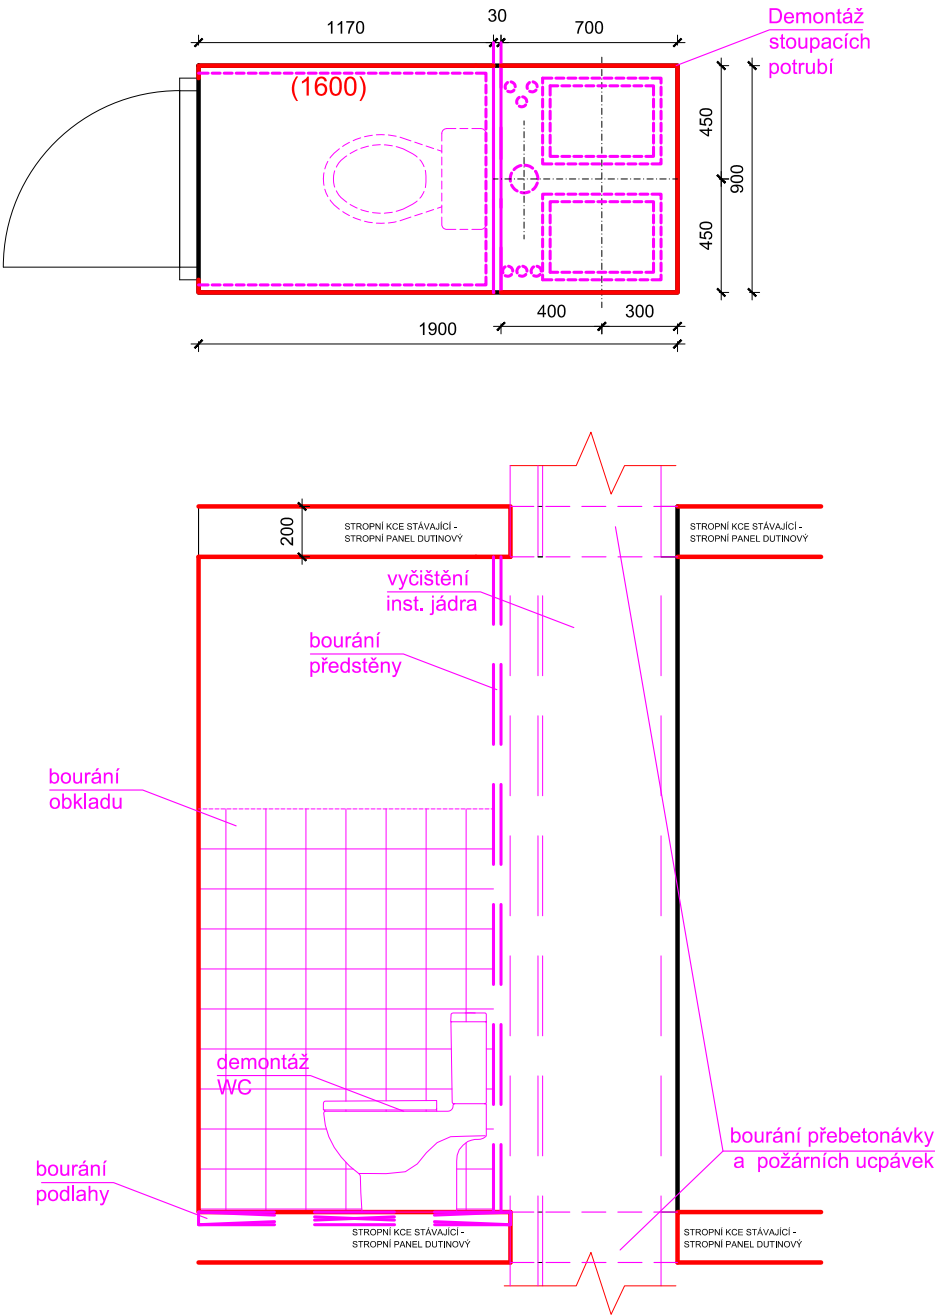 1170
30
700
Demontáž
stoupacích
potrubí
(1600)
450
900
450
400
300
1900
200
STROPNÍ KCE STÁVAJÍCÍ -
STROPNÍ PANEL DUTINOVÝ
STROPNÍ KCE STÁVAJÍCÍ -
STROPNÍ PANEL DUTINOVÝ
vyčištění
inst. jádra
bourání
předstěny
bourání
obkladu
demontáž
WC
bourání přebetonávky
a požárních ucpávek
bourání
podlahy
STROPNÍ KCE STÁVAJÍCÍ -
STROPNÍ PANEL DUTINOVÝ
STROPNÍ KCE STÁVAJÍCÍ -
STROPNÍ PANEL DUTINOVÝ